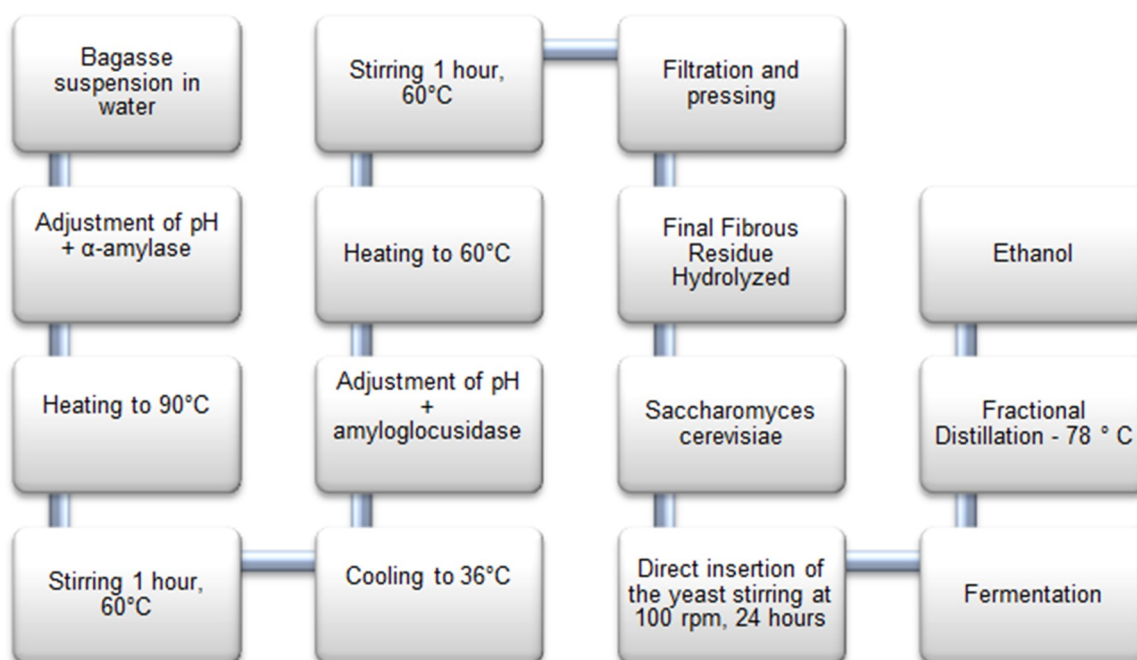 Bagasse
suspension in
water
Adjustment of pH
+ α-amylase
Heating to 90°C
Stirring 1 hour,
60°C
Cooling to 36°C
Adjustment of pH
+
amyloglocusidase
Heating to 60°C
Stirring 1 hour,
60°C
Filtration and
pressing
Final Fibrous
Residue
Hydrolyzed
Saccharomyces
cerevisiae
Direct insertion of
the yeast stirring at
100 rpm, 24 hours
Fermentation
Fractional
Distillation - 78 ° C
Ethanol